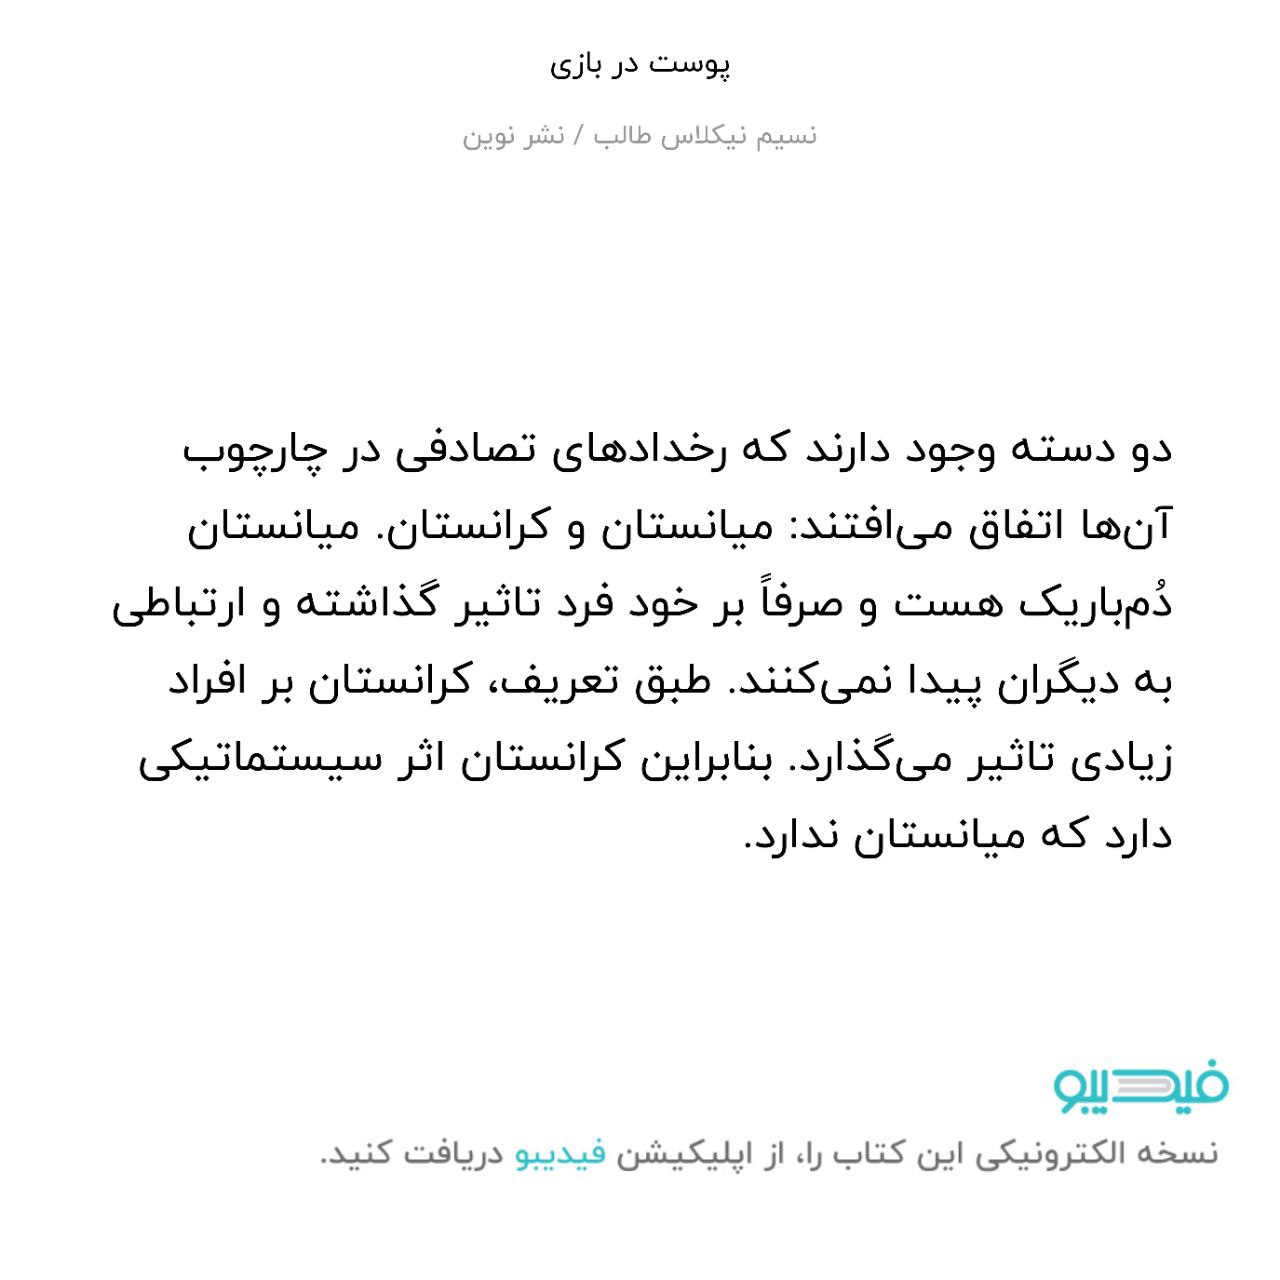 پوست در بازی
نسیم نیکلاس طالب / نشر نوین
دو دسته وجود دارند که رخدادهای تصادفی در چارچوب
آن‌ها اتفاق می‌افتند: میانستان و کرانستان. میانستان
دُم‌باریک هست و صرفاً بر خود فرد تاثیر گذاشته و ارتباطی
به دیگران پیدا نمی‌کنند. طبق تعریف، کرانستان بر افراد
زیادی تاثیر می‌گذارد. بنابراین کرانستان اثر سیستماتیکی
دارد که میانستان ندارد.
فیدیبو
نسخه الکترونیکی این کتاب را، از اپلیکیشن فیدیبو دریافت کنید.